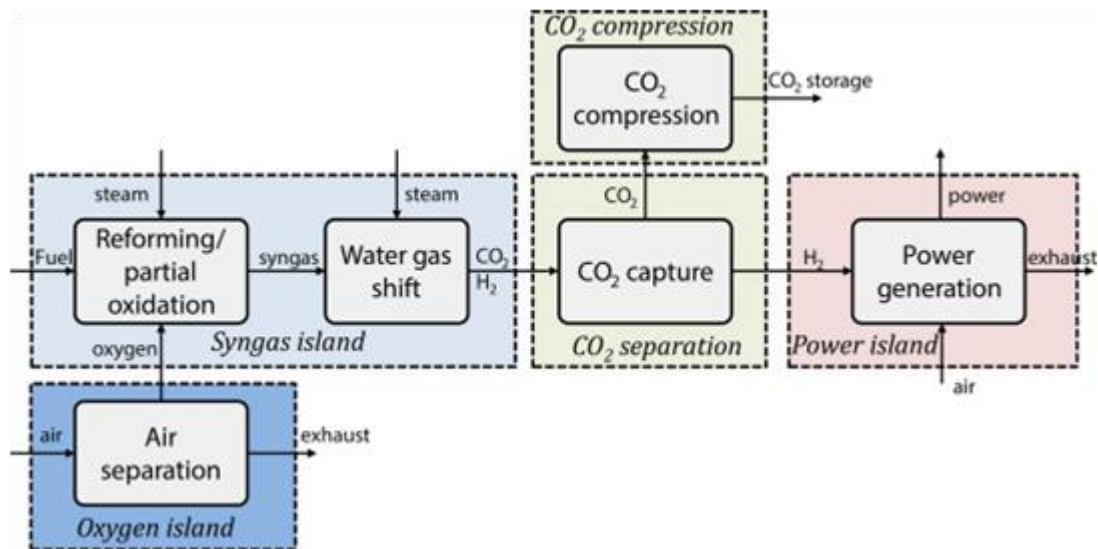 CO₂ compression
CO₂
compression
CO₂ storage
steam
steam
CO₂
power
Fuel
Reforming/
partial
oxidation
syngas
Water gas
shift
CO₂
H₂
CO₂ capture
H₂
Power
generation
exhaust
oxygen
Syngas island
CO₂ separation
Power island
air
air
Air
separation
exhaust
Oxygen island